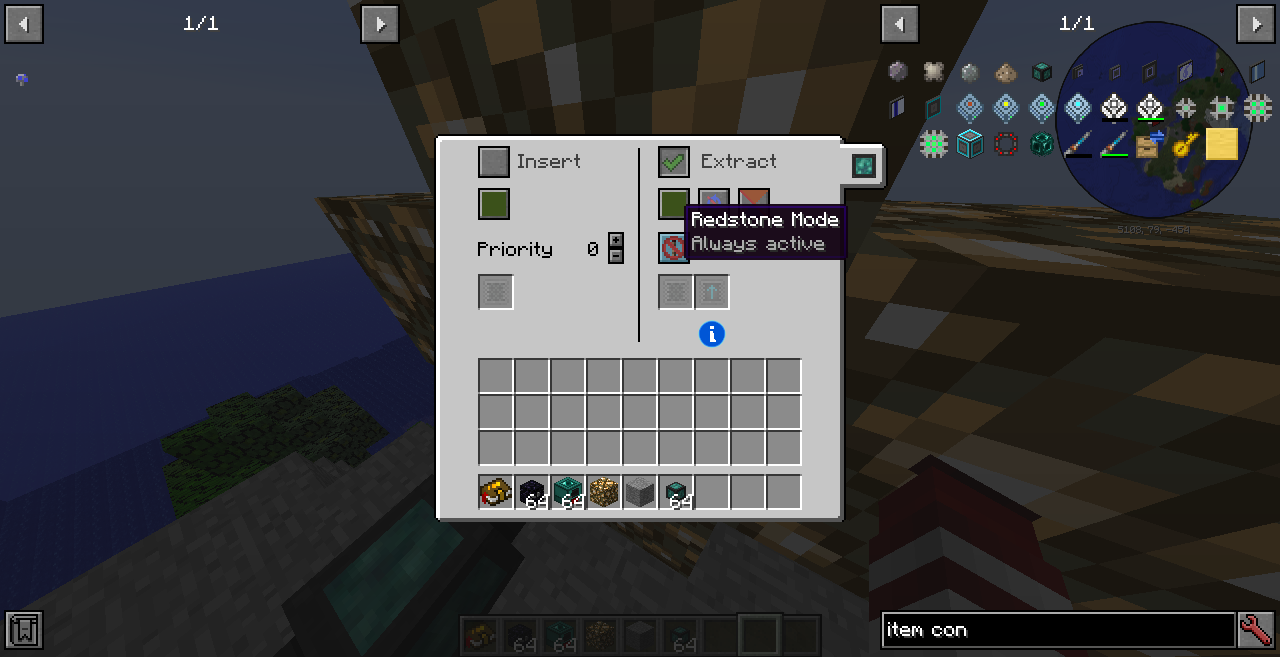 1/1
1/1
Insert
Extract
Redstone Mode
Always active
Priority 0
64
64
64
64
64
64
item con